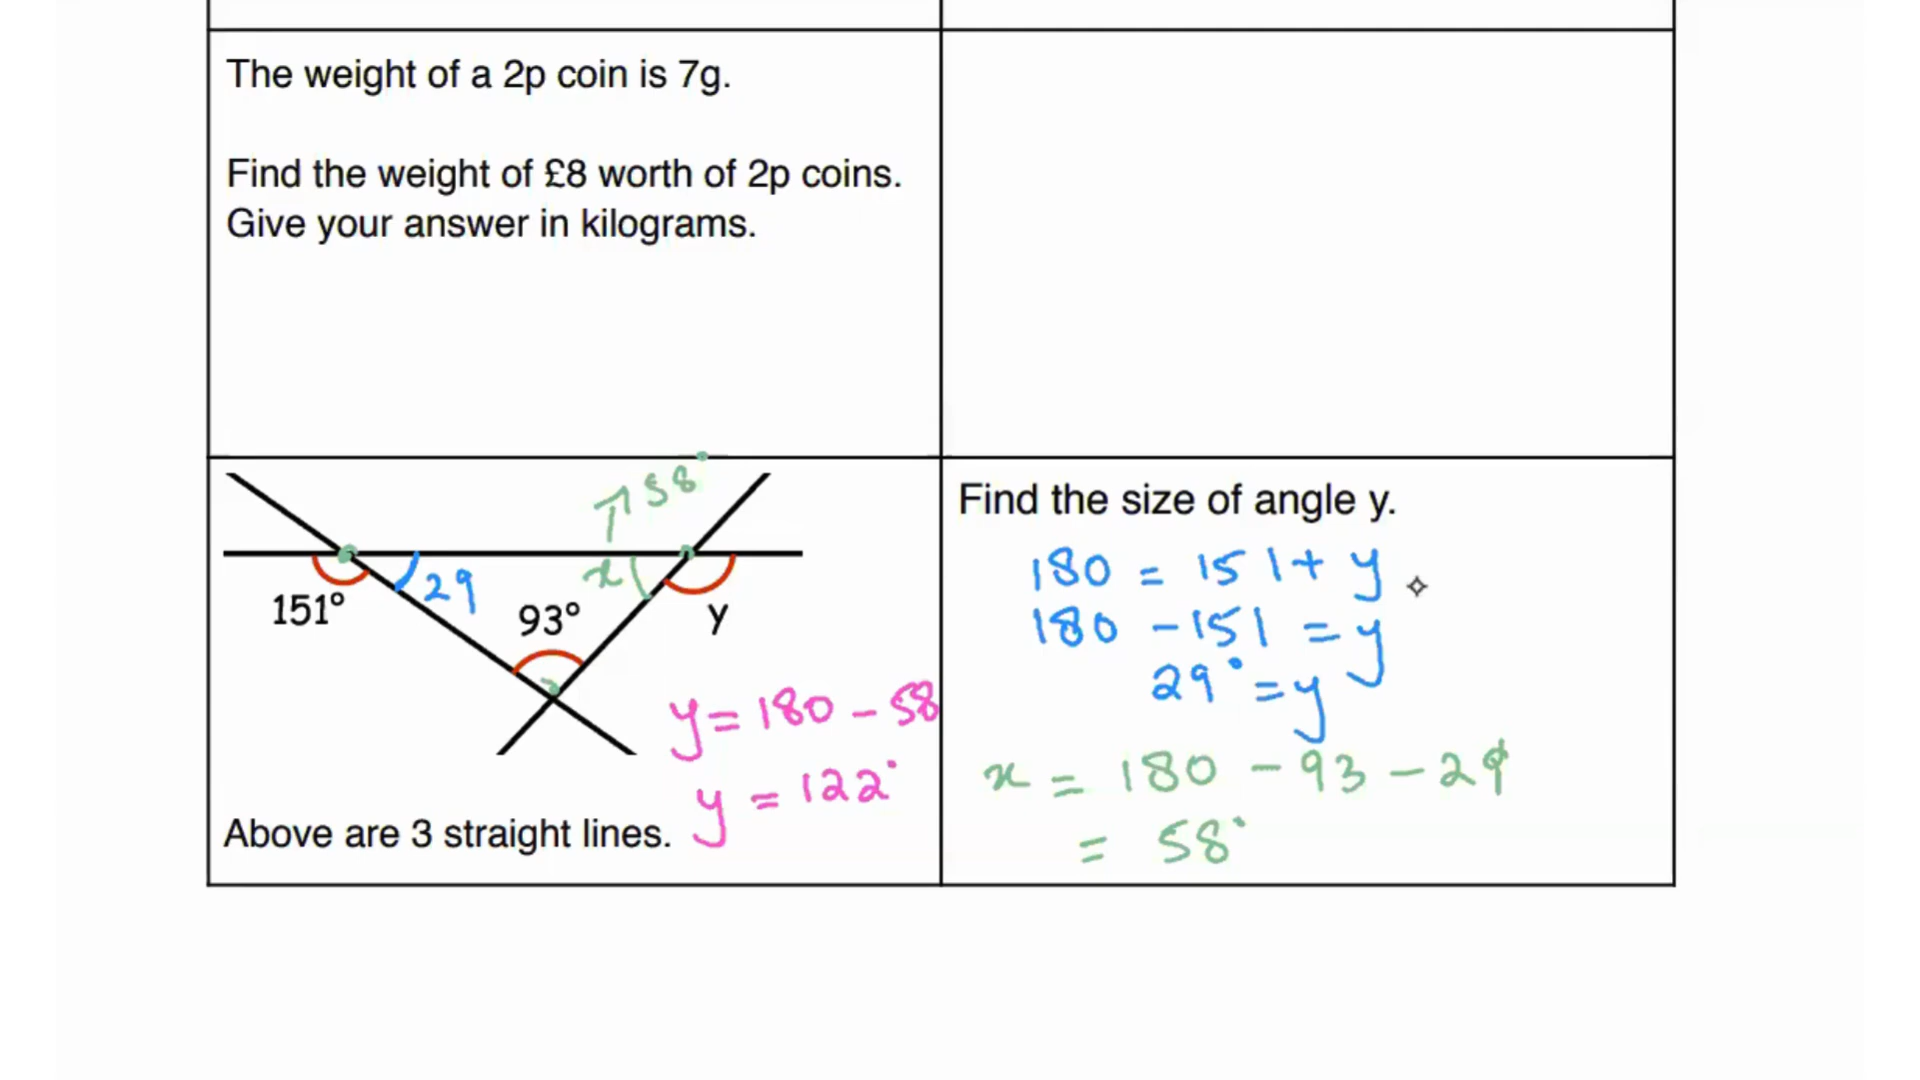 The weight of a 2p coin is 7g.
Find the weight of £8 worth of 2p coins.
Give your answer in kilograms.
58°
x
29
151°
93°
y
y = 180 - 58
y = 122°
Above are 3 straight lines.
Find the size of angle y.
180 = 151 + y
180 - 151 = y
29° = y
x = 180 - 93 - 29
= 58°